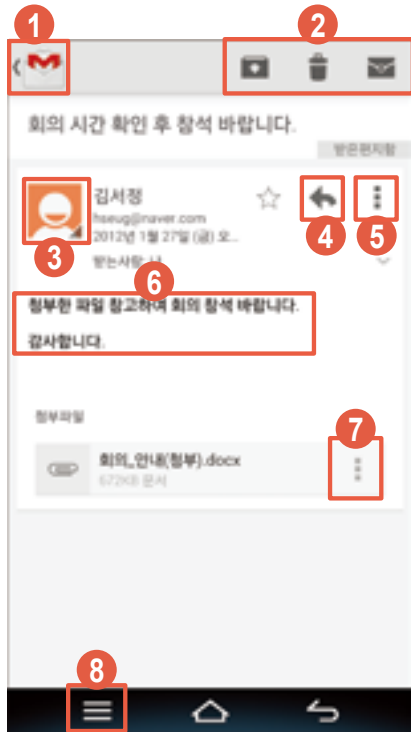 1
2
회의 시간 확인 후 참석 바랍니다.
받은편지함
김서정
hseug@naver.com
2012년 1월 27일 (금) 오...
3
4
5
받는사람: 나
6
첨부한 파일 참고하여 회의 참석 바랍니다.
감사합니다.
첨부파일
7
회의_안내(첨부).docx
672KB 문서
8